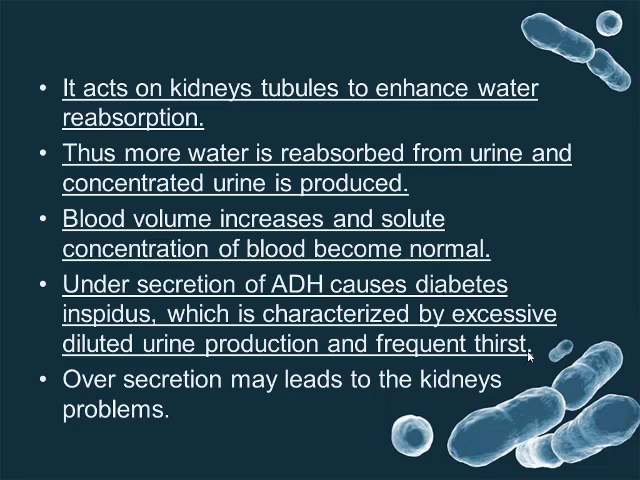 • It acts on kidneys tubules to enhance water
reabsorption.
• Thus more water is reabsorbed from urine and
concentrated urine is produced.
• Blood volume increases and solute
concentration of blood become normal.
• Under secretion of ADH causes diabetes
inspidus, which is characterized by excessive
diluted urine production and frequent thirst.
• Over secretion may leads to the kidneys
problems.